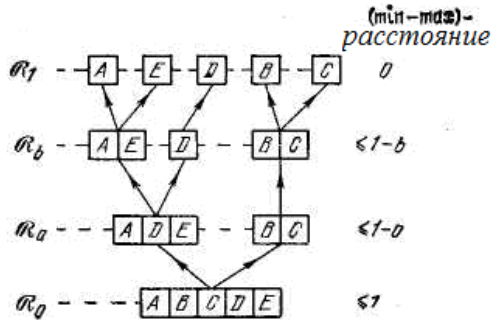 (min-max)-
расстояние
ℛ1 A E D B C 0
ℛb A E D B C ≤1-b
ℛa A D E B C ≤1-a
ℛ0 A B C D E ≤1